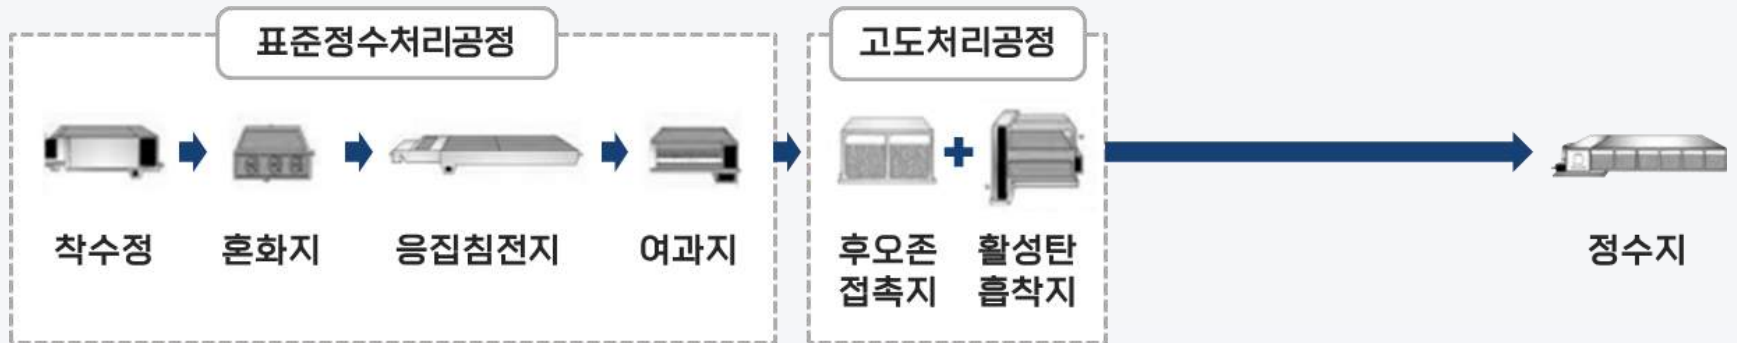 표준정수처리공정
고도처리공정
착수정
혼화지
응집침전지
여과지
후오존
접촉지
활성탄
흡착지
정수지